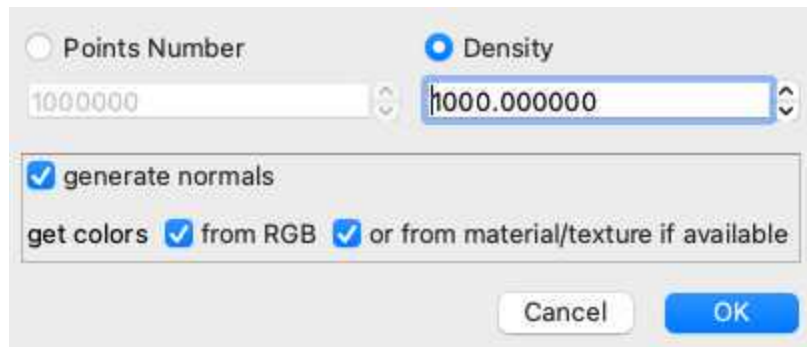 Points Number Density
1000000 1000.000000
generate normals
get colors from RGB or from material/texture if available
Cancel OK